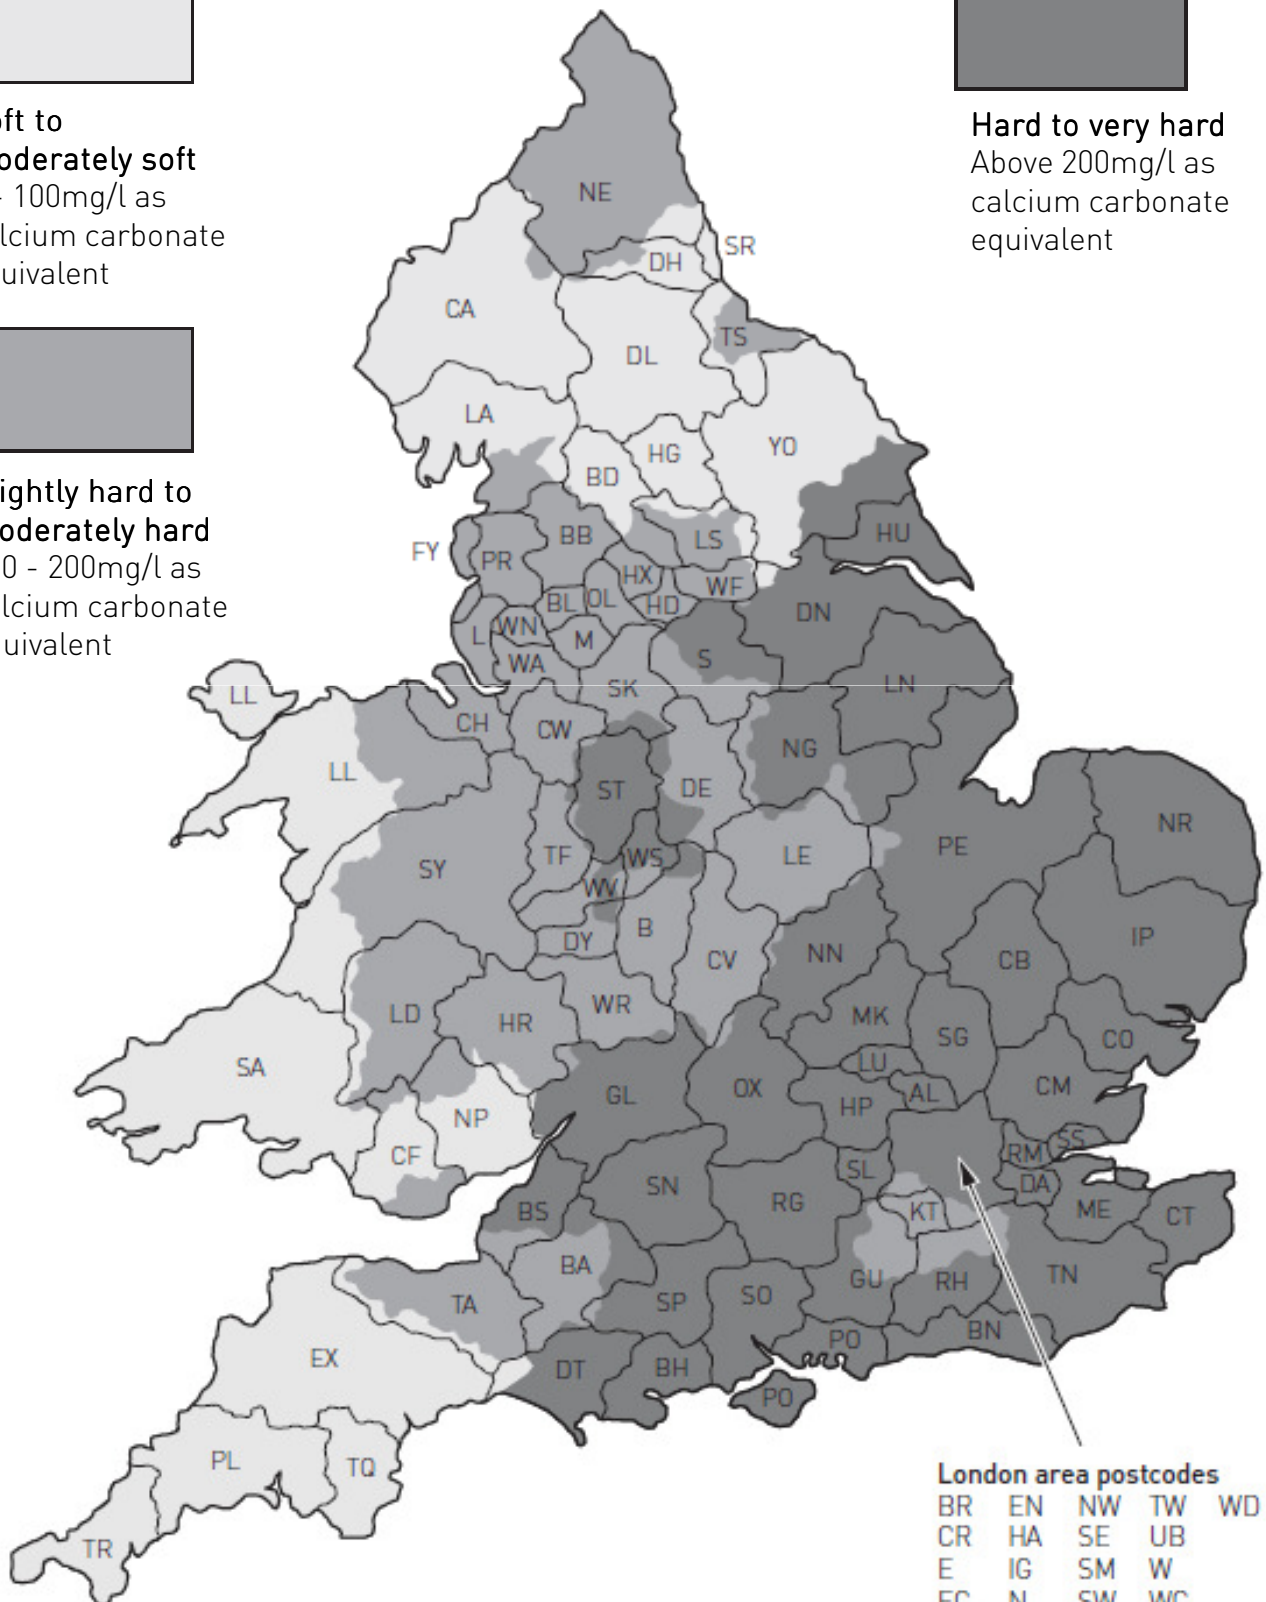 ft to
oderately soft
- 100mg/l as
lcium carbonate
uivalent
Hard to very hard
Above 200mg/l as
calcium carbonate
equivalent
ightly hard to
oderately hard
0 - 200mg/l as
lcium carbonate
uivalent
NE
SR
DH
CA
TS
DL
LA
YO
HG
BD
HU
BB
LS
FY
PR
HX
WF
BL
OL
HD
DN
L
WN
M
WA
S
SK
LN
LL
CH
CW
NG
LL
ST
DE
NR
PE
TF
WS
LE
SY
WV
B
IP
DY
NN
CV
CB
WR
LD
HR
MK
SG
CO
LU
SA
GL
OX
AL
CM
HP
NP
SS
RM
CF
SL
DA
SN
RG
BS
KT
ME
CT
BA
TN
GU
RH
TA
SP
SO
BN
PO
EX
DT
BH
PO
PL
TQ
TR
London area postcodes
BR EN NW TW WD
CR HA SE UB
E IG SM W
EC N SW WC